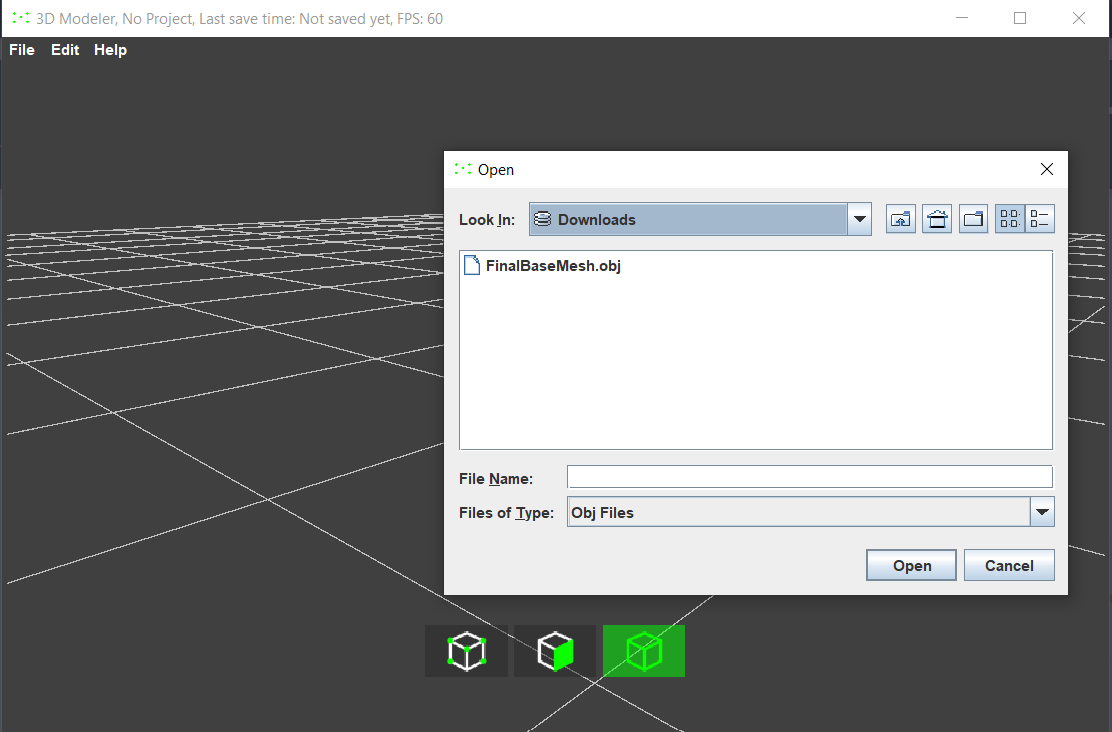 3D Modeler, No Project, Last save time: Not saved yet, FPS: 60
File Edit Help
Open
Look In: Downloads
FinalBaseMesh.obj
File Name:
Files of Type: Obj Files
Open Cancel